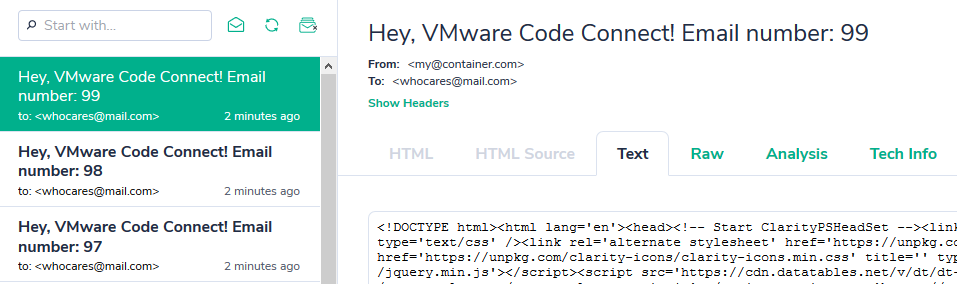 Start with...
Hey, VMware Code Connect! Email
number: 99
to: <whocares@mail.com> 2 minutes ago
Hey, VMware Code Connect! Email
number: 98
to: <whocares@mail.com> 2 minutes ago
Hey, VMware Code Connect! Email
number: 97
to: <whocares@mail.com> 2 minutes ago
Hey, VMware Code Connect! Email number: 99
From: <my@container.com>
To: <whocares@mail.com>
Show Headers
HTML HTML Source Text Raw Analysis Tech Info
<!DOCTYPE html><html lang='en'><head><!-- Start ClarityPSHeadSet --><link
type='text/css' /><link rel='alternate stylesheet' href='https://unpkg.co
href='https://unpkg.com/clarity-icons/clarity-icons.min.css' title='' typ
/jquery.min.js'></script><script src='https://cdn.datatables.net/v/dt/dt-